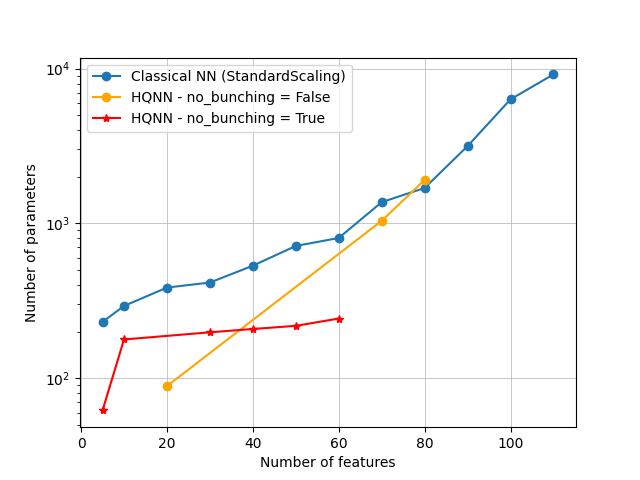 Classical NN (StandardScaling)
HQNN - no_bunching = False
HQNN - no_bunching = True
Number of parameters
10⁴
10³
10²
0 20 40 60 80 100
Number of features